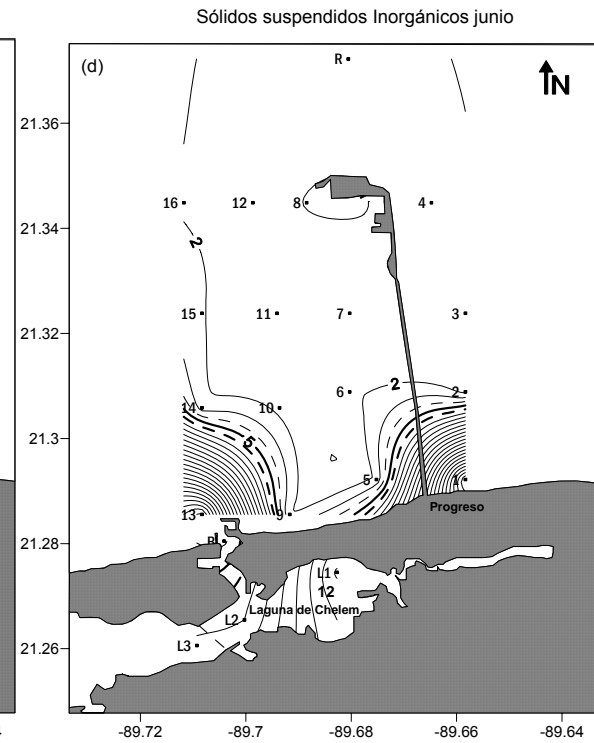 Sólidos suspendidos Inorgánicos junio
(d)
R
N
21.36
16 12 8 4
21.34
2
15 11 7 3
21.32
6 2 2
14 10
21.3
5
5 1
Progreso
13 9
21.28
B
L1
12
Laguna de Chelem
L2
L3
21.26
-89.72 -89.7 -89.68 -89.66 -89.64